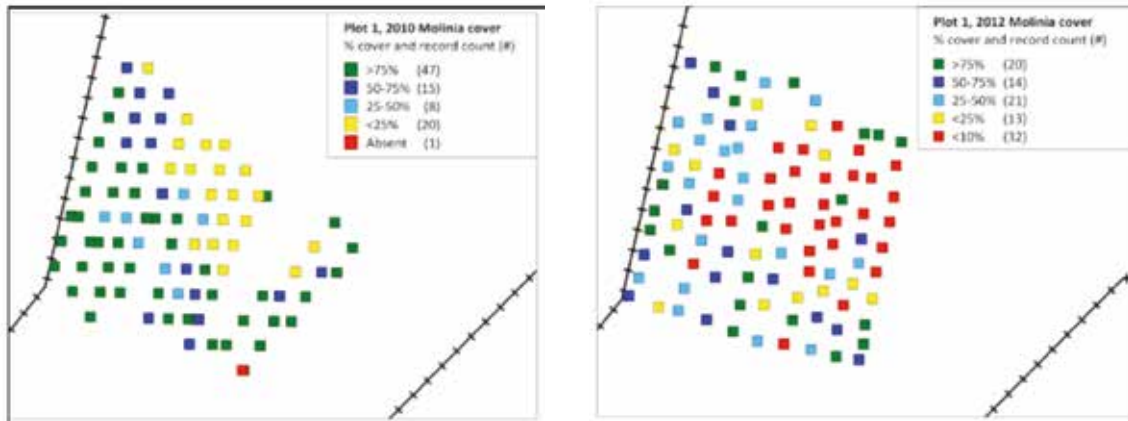 Plot 1, 2010 Molinia cover
% cover and record count (#)
>75% (47)
50-75% (15)
25-50% (8)
<25% (20)
Absent (1)
Plot 1, 2012 Molinia cover
% cover and record count (#)
>75% (20)
50-75% (14)
25-50% (21)
<25% (13)
<10% (32)